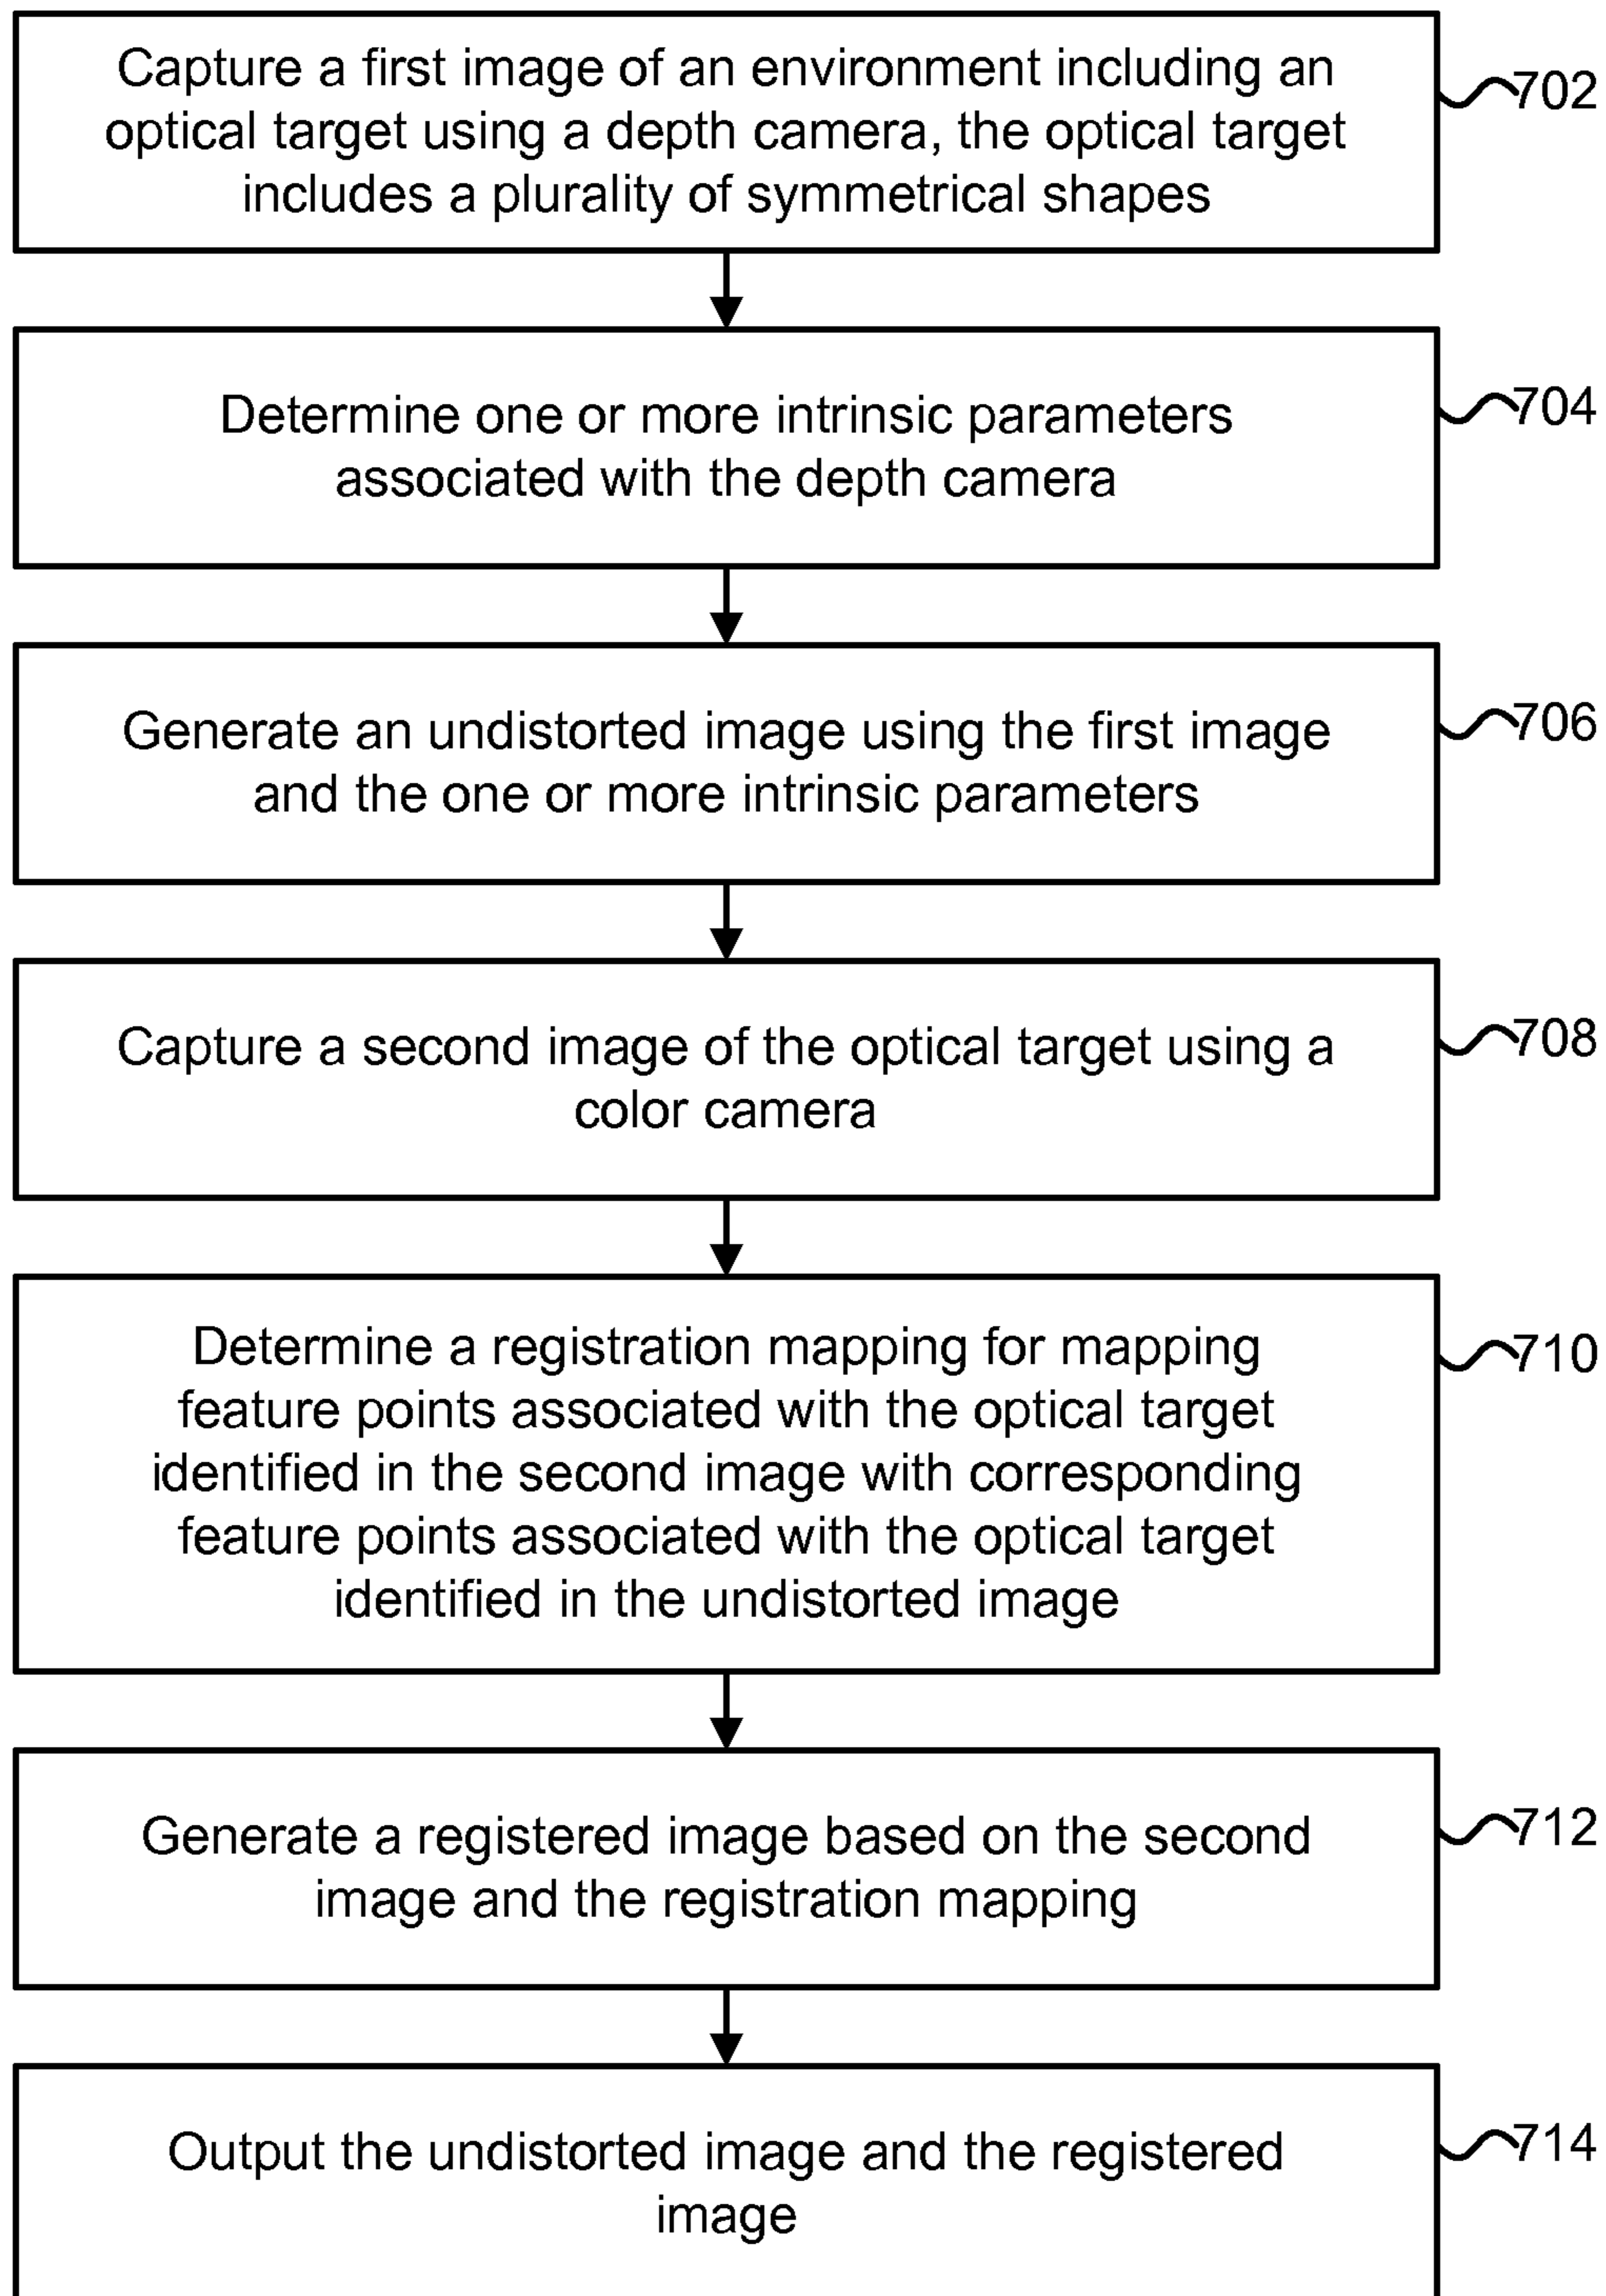 Capture a first image of an environment including an
optical target using a depth camera, the optical target
includes a plurality of symmetrical shapes
702
Determine one or more intrinsic parameters
associated with the depth camera
704
Generate an undistorted image using the first image
and the one or more intrinsic parameters
706
Capture a second image of the optical target using a
color camera
708
Determine a registration mapping for mapping
feature points associated with the optical target
identified in the second image with corresponding
feature points associated with the optical target
identified in the undistorted image
710
Generate a registered image based on the second
image and the registration mapping
712
Output the undistorted image and the registered
image
714